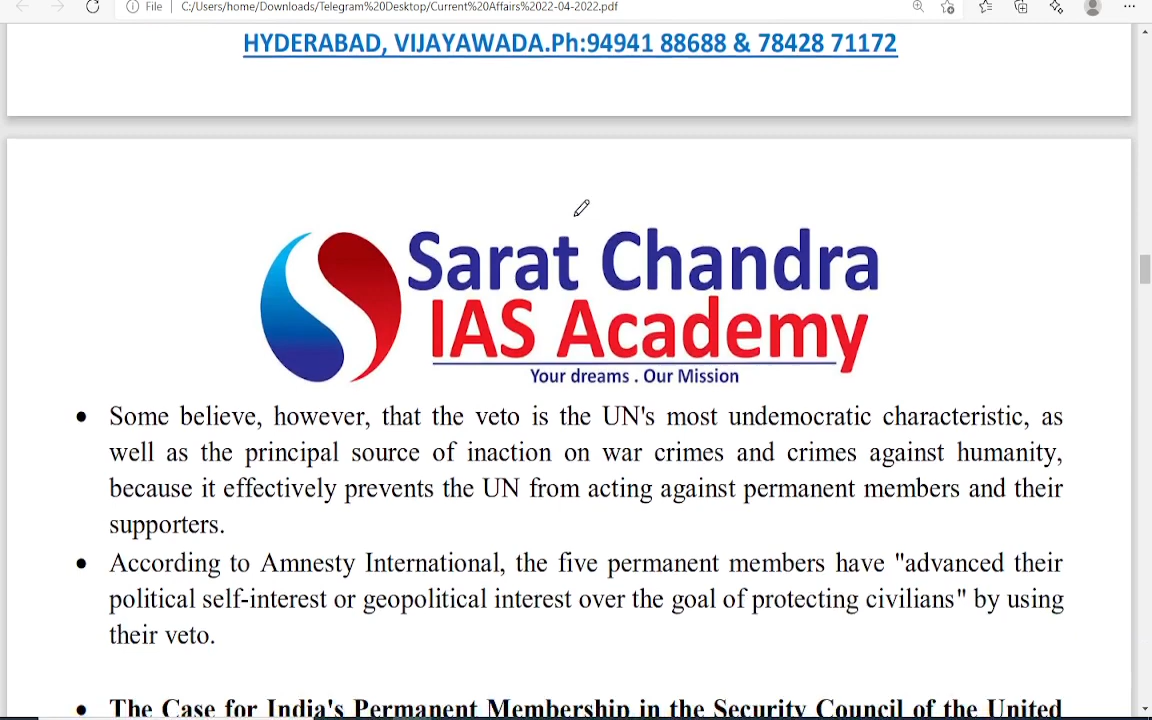 File
C:/Users/home/Downloads/Telegram%20Desktop/Current%20Affairs%2022-04-2022.pdf
HYDERABAD, VIJAYAWADA.Ph:94941 88688 & 78428 71172
Sarat Chandra
IAS Academy
Your dreams . Our Mission
• Some believe, however, that the veto is the UN's most undemocratic characteristic, as
well as the principal source of inaction on war crimes and crimes against humanity,
because it effectively prevents the UN from acting against permanent members and their
supporters.
• According to Amnesty International, the five permanent members have "advanced their
political self-interest or geopolitical interest over the goal of protecting civilians" by using
their veto.
• The Case for India's Permanent Membership in the Security Council of the United